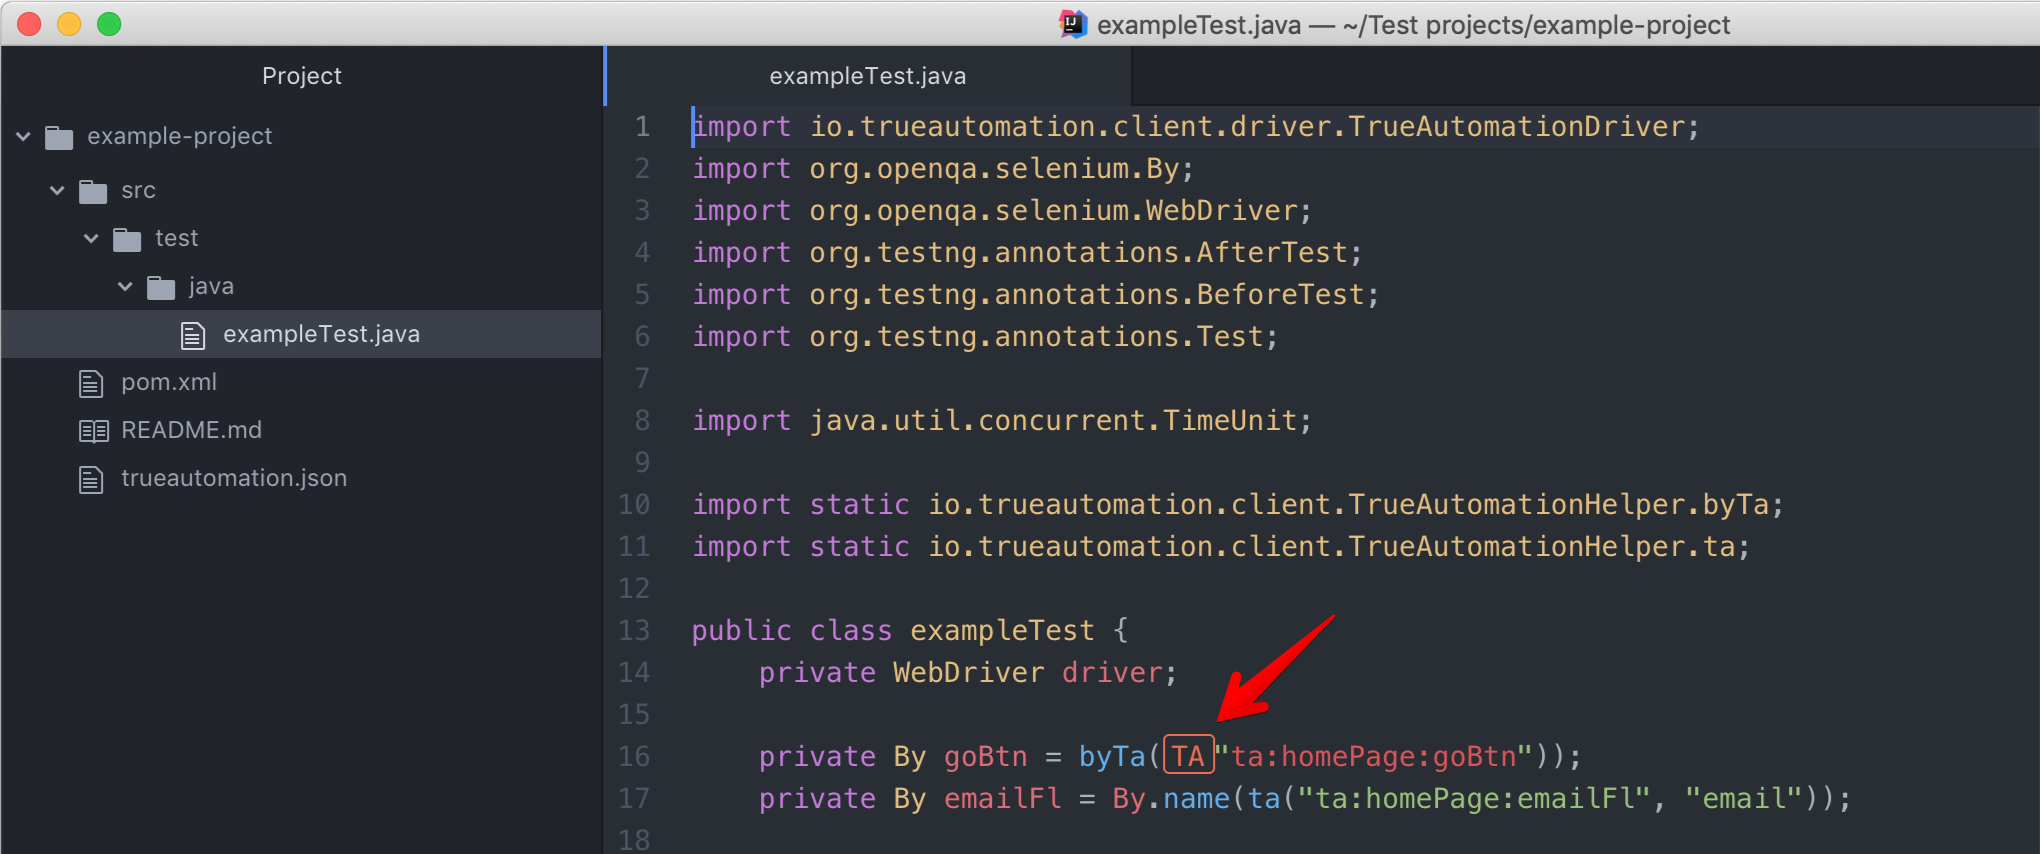 exampleTest.java — ~/Test projects/example-project
Project
example-project
src
test
java
exampleTest.java
pom.xml
README.md
trueautomation.json
exampleTest.java
1 import io.trueautomation.client.driver.TrueAutomationDriver;
2 import org.openqa.selenium.By;
3 import org.openqa.selenium.WebDriver;
4 import org.testng.annotations.AfterTest;
5 import org.testng.annotations.BeforeTest;
6 import org.testng.annotations.Test;
7
8 import java.util.concurrent.TimeUnit;
9
10 import static io.trueautomation.client.TrueAutomationHelper.byTa;
11 import static io.trueautomation.client.TrueAutomationHelper.ta;
12
13 public class exampleTest {
14 private WebDriver driver;
15
16 private By goBtn = byTa(TA"ta:homePage:goBtn"));
17 private By emailFl = By.name(ta("ta:homePage:emailFl", "email"));
18